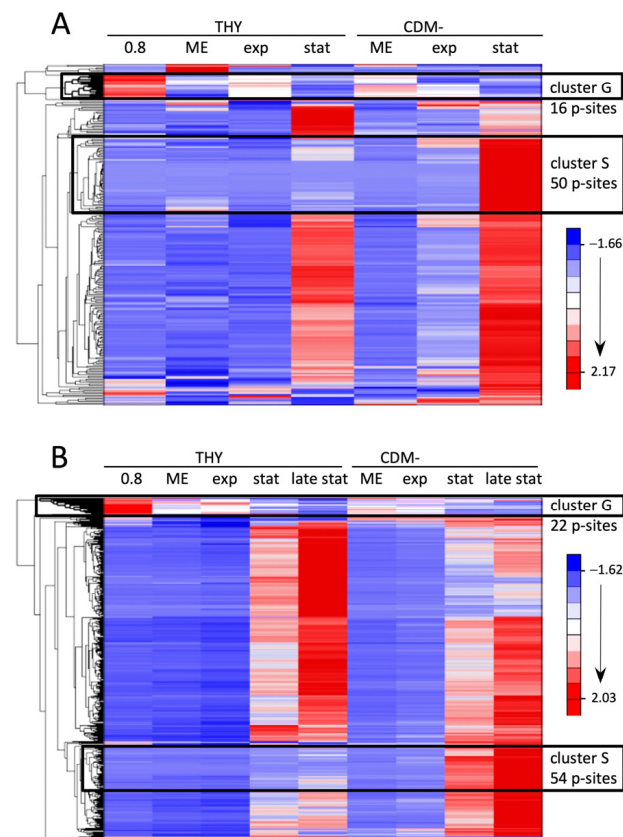 A
THY CDM-
0.8 ME exp stat ME exp stat
cluster G
16 p-sites
cluster S
50 p-sites
−1.66
2.17
B
THY CDM-
0.8 ME exp stat late stat ME exp stat late stat
cluster G
22 p-sites
−1.62
2.03
cluster S
54 p-sites